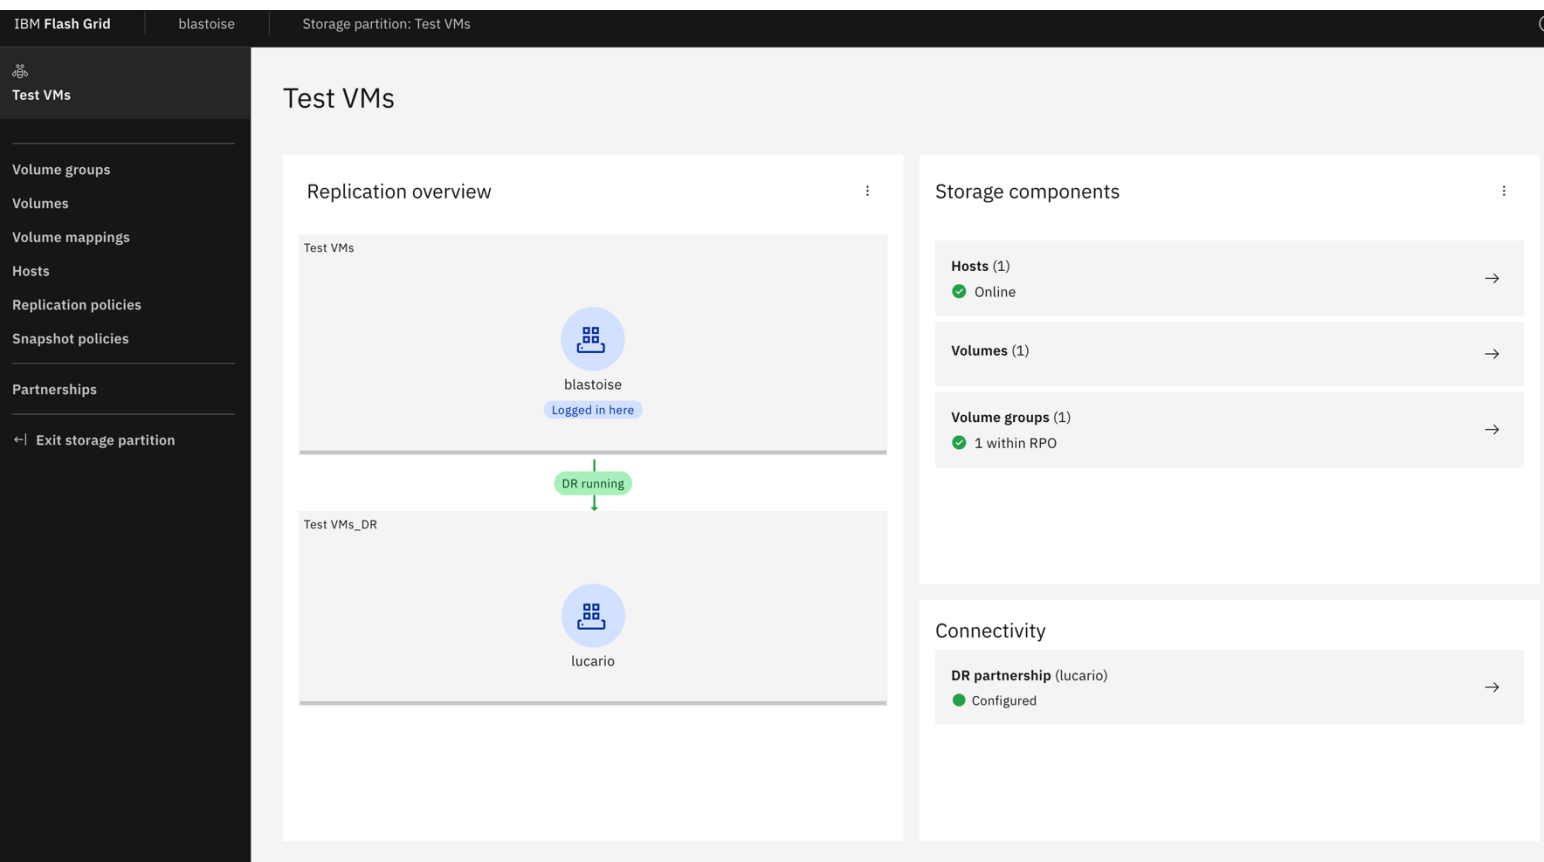 IBM Flash Grid
blastoise
Storage partition: Test VMs
Test VMs
Volume groups
Volumes
Volume mappings
Hosts
Replication policies
Snapshot policies
Partnerships
Exit storage partition
Test VMs
Replication overview
Test VMs
blastoise
Logged in here
DR running
Test VMs_DR
lucario
Storage components
Hosts (1)
Online
Volumes (1)
Volume groups (1)
1 within RPO
Connectivity
DR partnership (lucario)
Configured